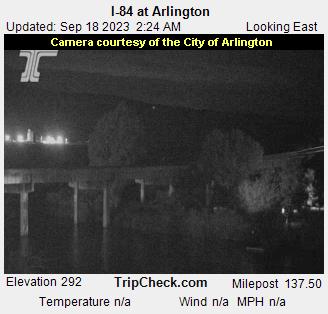 I-84 at Arlington
Updated: Sep 18 2023 2:24 AM Looking East
Camera courtesy of the City of Arlington
Elevation 292 TripCheck.com Milepost 137.50
Temperature n/a Wind n/a MPH n/a